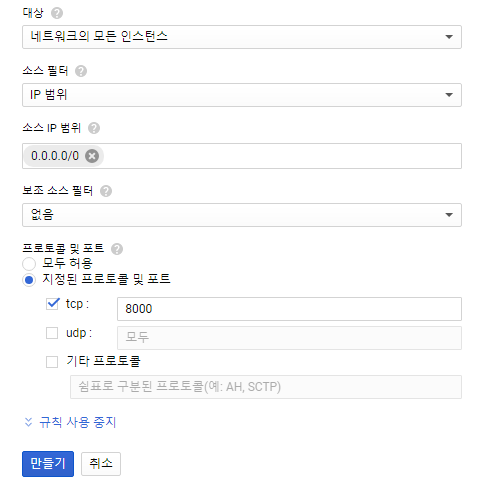 대상
네트워크의 모든 인스턴스
소스 필터
IP 범위
소스 IP 범위
0.0.0.0/0
보조 소스 필터
없음
프로토콜 및 포트
모두 허용
지정된 프로토콜 및 포트
tcp : 8000
udp : 모두
기타 프로토콜
쉼표로 구분된 프로토콜(예: AH, SCTP)
규칙 사용 중지
만들기 취소